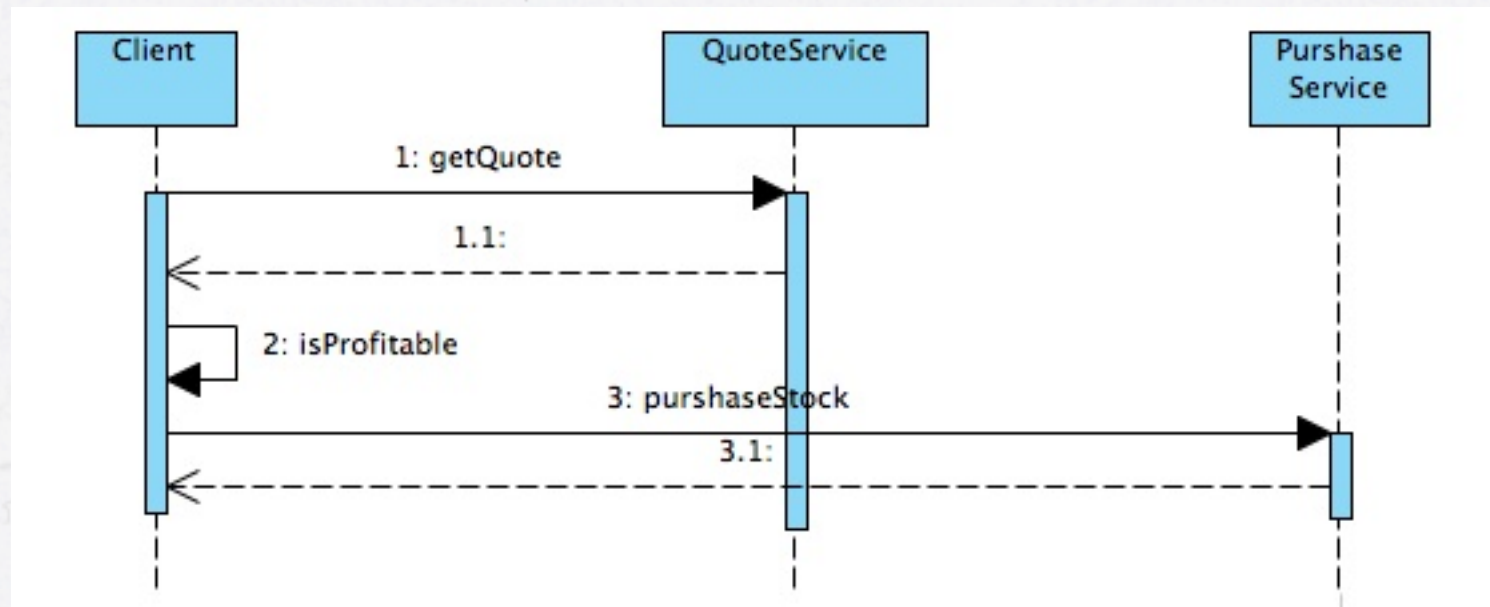 Client
QuoteService
Purshase
Service
1: getQuote
1.1:
2: isProfitable
3: purshaseStock
3.1: